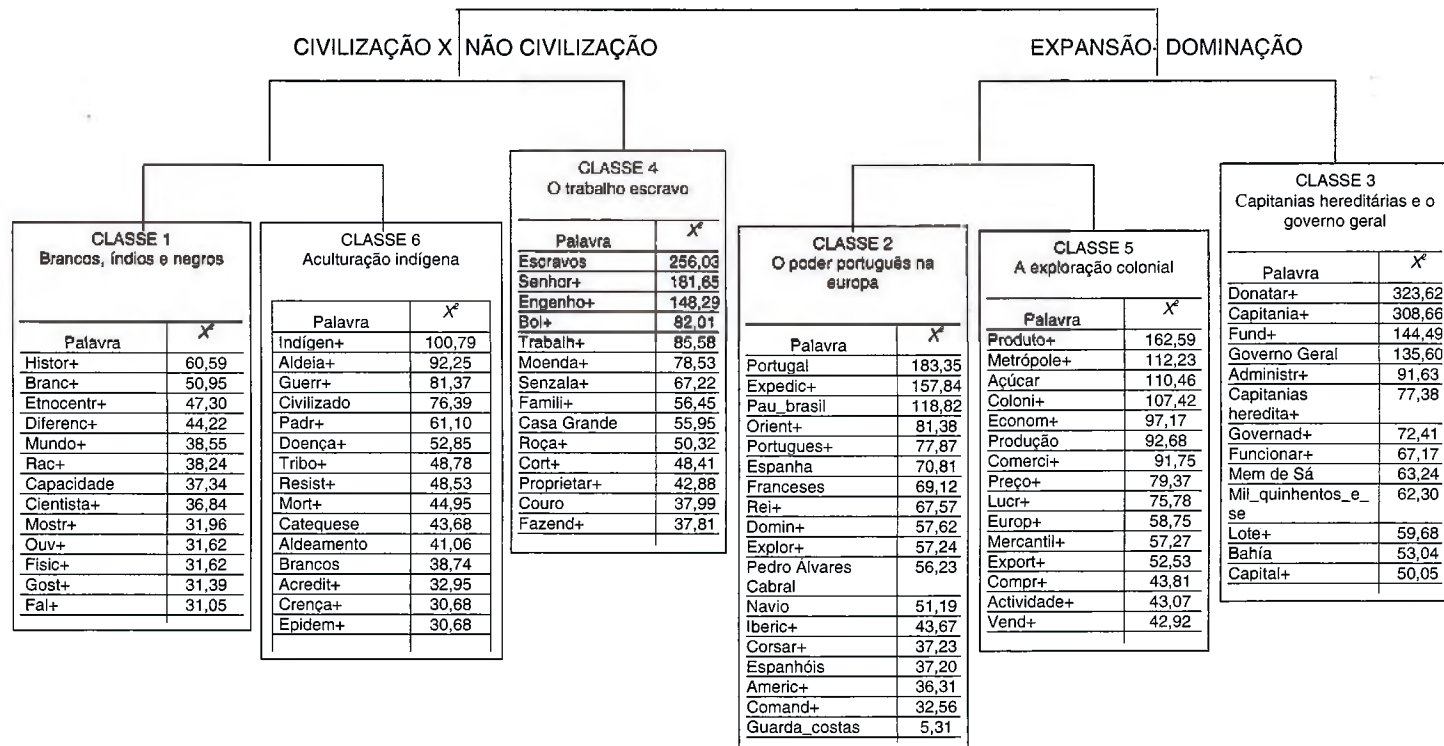 CIVILIZAÇÃO X NÃO CIVILIZAÇÃO
EXPANSÃO- DOMINAÇÃO
CLASSE 1
Brancos, índios e negros
Palavra X²
Histor+ 60,59
Branc+ 50,95
Etnocentr+ 47,30
Diferenc+ 44,22
Mundo+ 38,55
Rac+ 38,24
Capacidade 37,34
Cientista+ 36,84
Mostr+ 31,96
Ouv+ 31,62
Fisic+ 31,62
Gost+ 31,39
Fal+ 31,05
CLASSE 6
Aculturação indígena
Palavra X²
Indígen+ 100,79
Aldeia+ 92,25
Guerr+ 81,37
Civilizado 76,39
Padr+ 61,10
Doença+ 52,85
Tribo+ 48,78
Resist+ 48,53
Mort+ 44,95
Catequese 43,68
Aldeamento 41,06
Brancos 38,74
Acredit+ 32,95
Crença+ 30,68
Epidem+ 30,68
CLASSE 4
O trabalho escravo
Palavra X²
Escravos 256,03
Senhor+ 181,65
Engenho+ 148,29
Boi+ 82,01
Trabalh+ 85,58
Moenda+ 78,53
Senzala+ 67,22
Famili+ 56,45
Casa Grande 55,95
Roça+ 50,32
Cort+ 48,41
Proprietar+ 42,88
Couro 37,99
Fazend+ 37,81
CLASSE 2
O poder português na
europa
Palavra X²
Portugal 183,35
Expedic+ 157,84
Pau_brasil 118,82
Orient+ 81,38
Portugues+ 77,87
Espanha 70,81
Franceses 69,12
Rei+ 67,57
Domin+ 57,62
Explor+ 57,24
Pedro Alvares 56,23
Cabral
Navio 51,19
Iberic+ 43,67
Corsar+ 37,23
Espanhóis 37,20
Americ+ 36,31
Comand+ 32,56
Guarda_costas 5,31
CLASSE 5
A exploração colonial
Palavra X²
Produto+ 162,59
Metrópole+ 112,23
Açúcar 110,46
Coloni+ 107,42
Econom+ 97,17
Produção 92,68
Comerci+ 91,75
Preço+ 79,37
Lucr+ 75,78
Europ+ 58,75
Mercantil+ 57,27
Export+ 52,53
Compr+ 43,81
Actividade+ 43,07
Vend+ 42,92
CLASSE 3
Capitanias hereditárias e o
governo geral
Palavra X²
Donatar+ 323,62
Capitania+ 308,66
Fund+ 144,49
Governo Geral 135,60
Administr+ 91,63
Capitanias 77,38
heredita+
Governad+ 72,41
Funcionar+ 67,17
Mem de Sá 63,24
Mil_quinhentos_e_ 62,30
se
Lote+ 59,68
Bahía 53,04
Capital+ 50,05